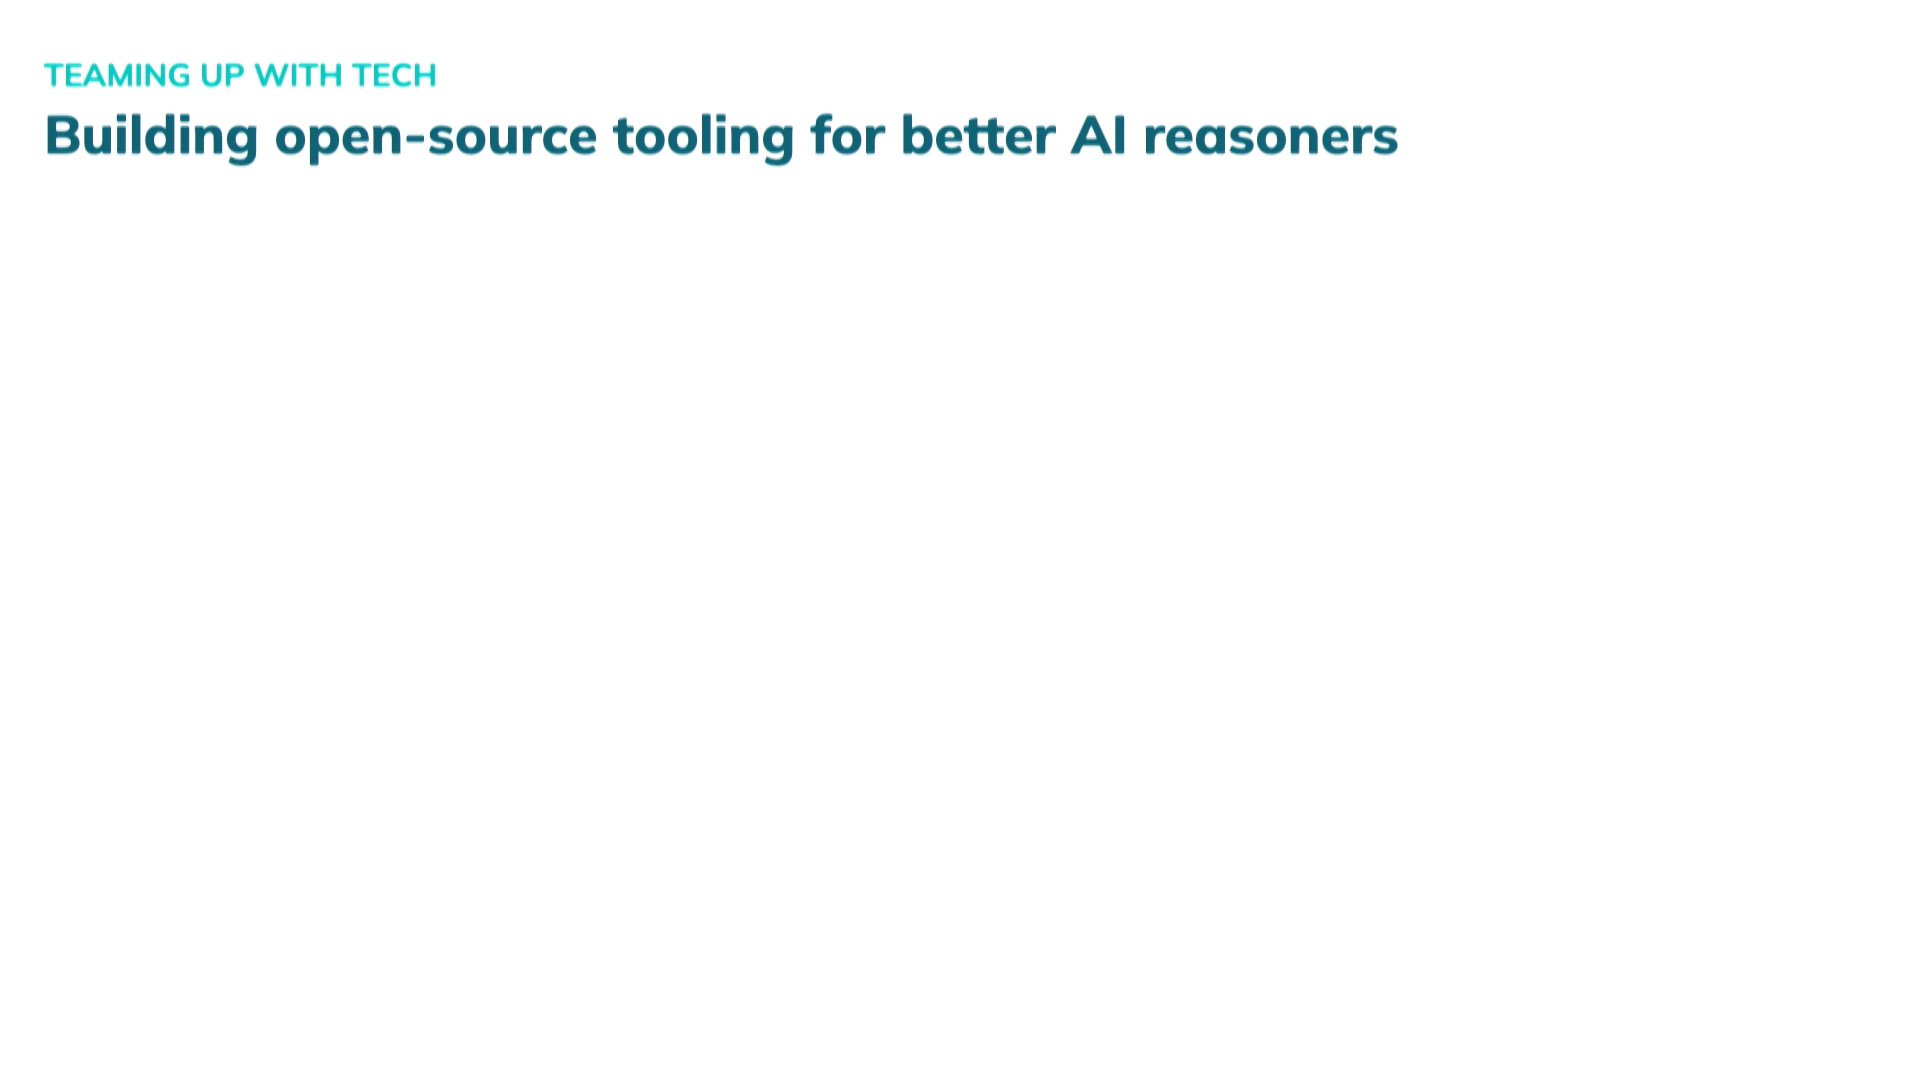 TEAMING UP WITH TECH
Building open-source tooling for better AI reasoners